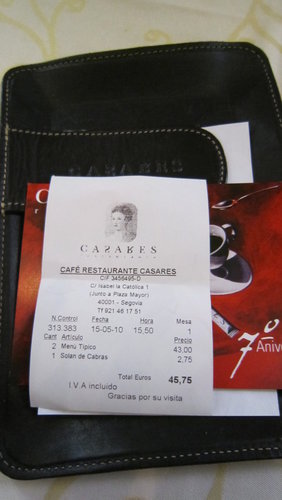 CASARES
CASARES
CAFÉ RESTAURANTE CASARES
CIF 3456495-D
C/ Isabel la Católica 1
(Junto a Plaza Mayor)
40001 - Segovia
Tf 921 46 17 51
N.Control Fecha Hora Mesa
313.383 15-05-10 15,50 1
Cant Artículo Precio
2 Menú Típico 43,00
1 Solan de Cabras 2,75
Total Euros 45,75
I.V.A incluido
Gracias por su visita
7º
Aniv